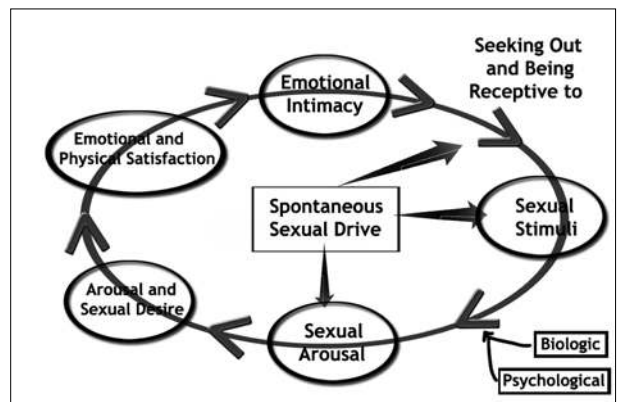 Seeking Out
and Being
Receptive to
Emotional
Intimacy
Emotional and
Physical Satisfaction
Spontaneous
Sexual Drive
Sexual
Stimuli
Arousal and
Sexual Desire
Sexual
Arousal
Biologic
Psychological